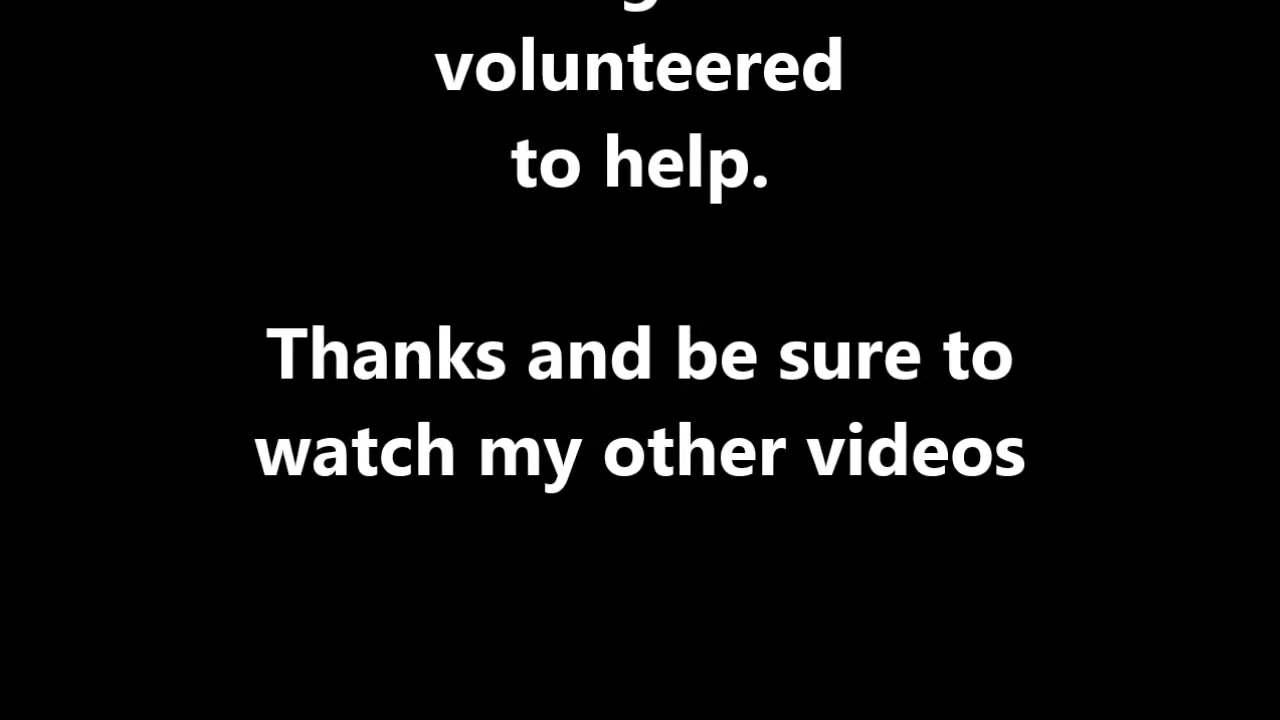 volunteered
to help.
Thanks and be sure to
watch my other videos